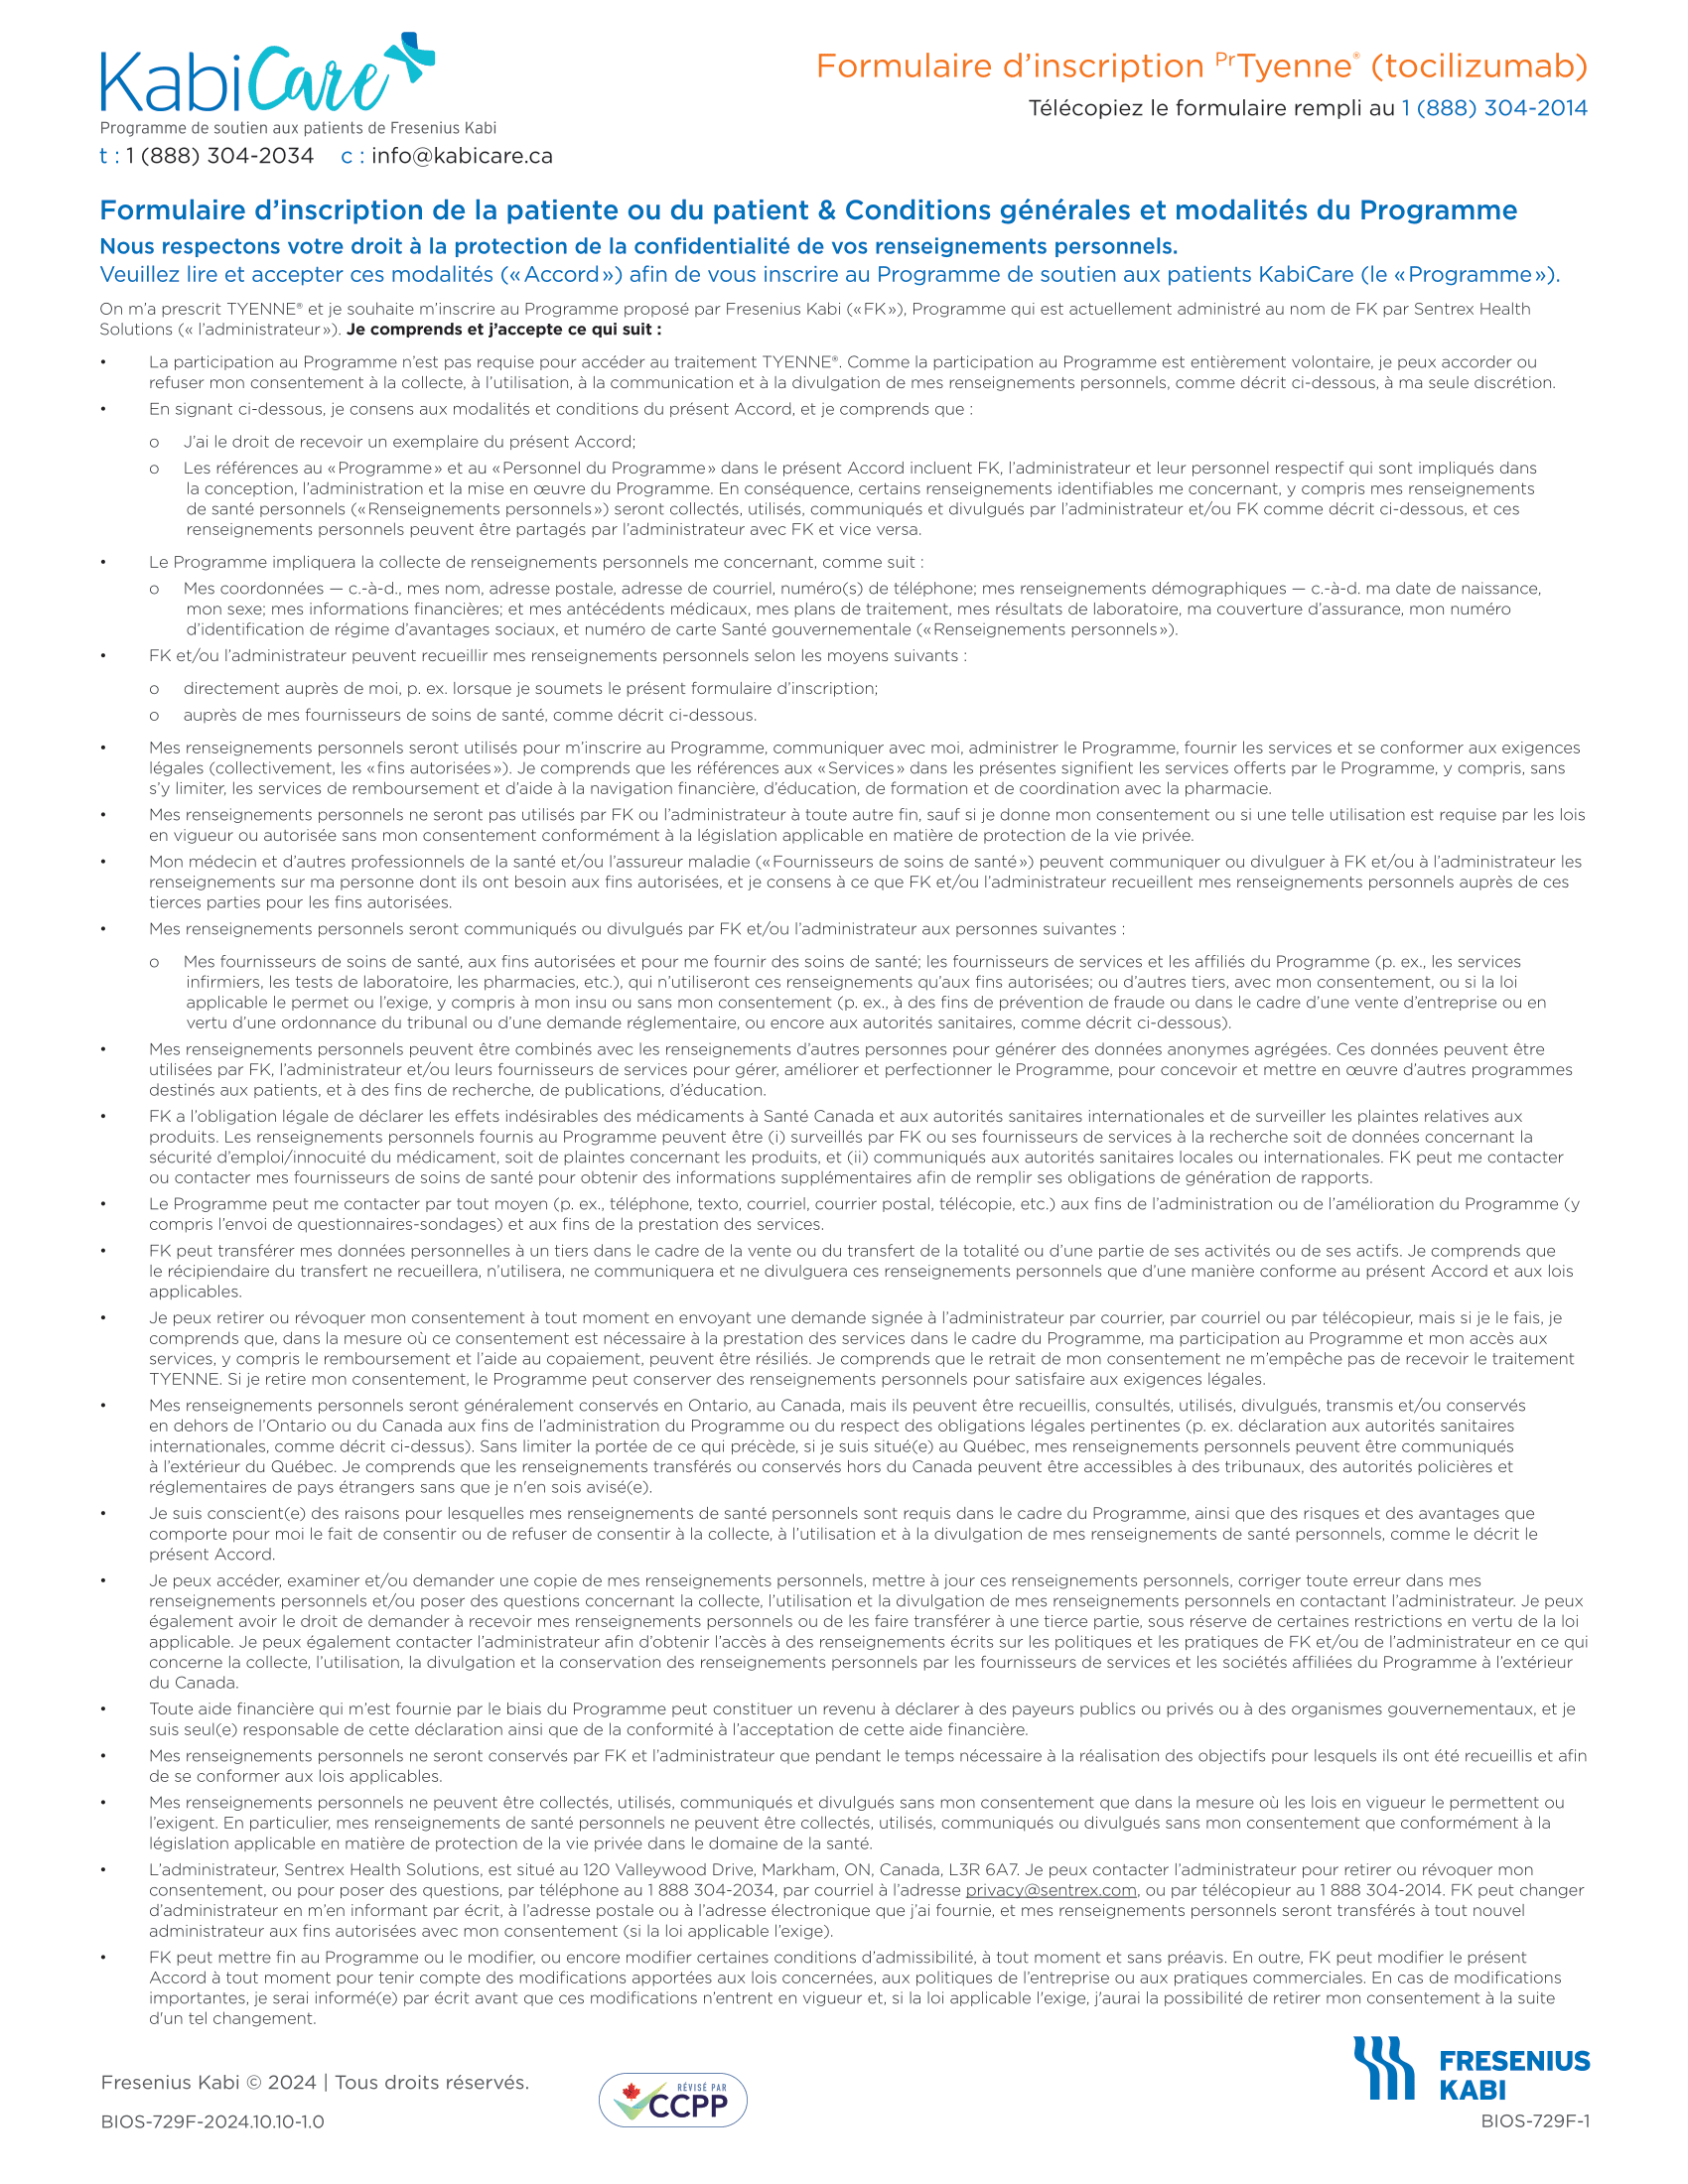 KabiCare
Programme de soutien aux patients de Fresenius Kabi
t : 1 (888) 304-2034 c : info@kabicare.ca
Formulaire d’inscription PrTyenne® (tocilizumab)
Télécopiez le formulaire rempli au 1 (888) 304-2014
Formulaire d’inscription de la patiente ou du patient & Conditions générales et modalités du Programme
Nous respectons votre droit à la protection de la confidentialité de vos renseignements personnels.
Veuillez lire et accepter ces modalités (« Accord ») afin de vous inscrire au Programme de soutien aux patients KabiCare (le « Programme »).
On m’a prescrit TYENNE® et je souhaite m’inscrire au Programme proposé par Fresenius Kabi (« FK »), Programme qui est actuellement administré au nom de FK par Sentrex Health
Solutions (« l’administrateur »). Je comprends et j’accepte ce qui suit :
• La participation au Programme n’est pas requise pour accéder au traitement TYENNE®. Comme la participation au Programme est entièrement volontaire, je peux accorder ou
refuser mon consentement à la collecte, à l’utilisation, à la communication et à la divulgation de mes renseignements personnels, comme décrit ci-dessous, à ma seule discrétion.
• En signant ci-dessous, je consens aux modalités et conditions du présent Accord, et je comprends que :
o J’ai le droit de recevoir un exemplaire du présent Accord;
o Les références au « Programme » et au « Personnel du Programme » dans le présent Accord incluent FK, l’administrateur et leur personnel respectif qui sont impliqués dans
la conception, l’administration et la mise en œuvre du Programme. En conséquence, certains renseignements identifiables me concernant, y compris mes renseignements
de santé personnels (« Renseignements personnels ») seront collectés, utilisés, communiqués et divulgués par l’administrateur et/ou FK comme décrit ci-dessous, et ces
renseignements personnels peuvent être partagés par l’administrateur avec FK et vice versa.
• Le Programme impliquera la collecte de renseignements personnels me concernant, comme suit :
o Mes coordonnées — c.-à-d., mes nom, adresse postale, adresse de courriel, numéro(s) de téléphone; mes renseignements démographiques — c.-à-d. ma date de naissance,
mon sexe; mes informations financières; et mes antécédents médicaux, mes plans de traitement, mes résultats de laboratoire, ma couverture d’assurance, mon numéro
d’identification de régime d’avantages sociaux, et numéro de carte Santé gouvernementale (« Renseignements personnels »).
• FK et/ou l’administrateur peuvent recueillir mes renseignements personnels selon les moyens suivants :
o directement auprès de moi, p. ex. lorsque je soumets le présent formulaire d’inscription;
o auprès de mes fournisseurs de soins de santé, comme décrit ci-dessous.
• Mes renseignements personnels seront utilisés pour m’inscrire au Programme, communiquer avec moi, administrer le Programme, fournir les services et se conformer aux exigences
légales (collectivement, les « fins autorisées »). Je comprends que les références aux « Services » dans les présentes signifient les services offerts par le Programme, y compris, sans
s’y limiter, les services de remboursement et d’aide à la navigation financière, d’éducation, de formation et de coordination avec la pharmacie.
• Mes renseignements personnels ne seront pas utilisés par FK ou l’administrateur à toute autre fin, sauf si je donne mon consentement ou si une telle utilisation est requise par les lois
en vigueur ou autorisée sans mon consentement conformément à la législation applicable en matière de protection de la vie privée.
• Mon médecin et d’autres professionnels de la santé et/ou l’assureur maladie (« Fournisseurs de soins de santé ») peuvent communiquer ou divulguer à FK et/ou à l’administrateur les
renseignements sur ma personne dont ils ont besoin aux fins autorisées, et je consens à ce que FK et/ou l’administrateur recueillent mes renseignements personnels auprès de ces
tierces parties pour les fins autorisées.
• Mes renseignements personnels seront communiqués ou divulgués par FK et/ou l’administrateur aux personnes suivantes :
o Mes fournisseurs de soins de santé, aux fins autorisées et pour me fournir des soins de santé; les fournisseurs de services et les affiliés du Programme (p. ex., les services
infirmiers, les tests de laboratoire, les pharmacies, etc.), qui n’utiliseront ces renseignements qu’aux fins autorisées; ou d’autres tiers, avec mon consentement, ou si la loi
applicable le permet ou l’exige, y compris à mon insu ou sans mon consentement (p. ex., à des fins de prévention de fraude ou dans le cadre d’une vente d’entreprise ou en
vertu d’une ordonnance du tribunal ou d’une demande réglementaire, ou encore aux autorités sanitaires, comme décrit ci-dessous).
• Mes renseignements personnels peuvent être combinés avec les renseignements d’autres personnes pour générer des données anonymes agrégées. Ces données peuvent être
utilisées par FK, l’administrateur et/ou leurs fournisseurs de services pour gérer, améliorer et perfectionner le Programme, pour concevoir et mettre en œuvre d’autres programmes
destinés aux patients, et à des fins de recherche, de publications, d’éducation.
• FK a l’obligation légale de déclarer les effets indésirables des médicaments à Santé Canada et aux autorités sanitaires internationales et de surveiller les plaintes relatives aux
produits. Les renseignements personnels fournis au Programme peuvent être (i) surveillés par FK ou ses fournisseurs de services à la recherche soit de données concernant la
sécurité d’emploi/innocuité du médicament, soit de plaintes concernant les produits, et (ii) communiqués aux autorités sanitaires locales ou internationales. FK peut me contacter
ou contacter mes fournisseurs de soins de santé pour obtenir des informations supplémentaires afin de remplir ses obligations de génération de rapports.
• Le Programme peut me contacter par tout moyen (p. ex., téléphone, texto, courriel, courrier postal, télécopie, etc.) aux fins de l’administration ou de l’amélioration du Programme (y
compris l’envoi de questionnaires-sondages) et aux fins de la prestation des services.
• FK peut transférer mes données personnelles à un tiers dans le cadre de la vente ou du transfert de la totalité ou d’une partie de ses activités ou de ses actifs. Je comprends que
le récipiendaire du transfert ne recueillera, n’utilisera, ne communiquera et ne divulguera ces renseignements personnels que d’une manière conforme au présent Accord et aux lois
applicables.
• Je peux retirer ou révoquer mon consentement à tout moment en envoyant une demande signée à l’administrateur par courrier, par courriel ou par télécopieur, mais si je le fais, je
comprends que, dans la mesure où ce consentement est nécessaire à la prestation des services dans le cadre du Programme, ma participation au Programme et mon accès aux
services, y compris le remboursement et l’aide au copaiement, peuvent être résiliés. Je comprends que le retrait de mon consentement ne m’empêche pas de recevoir le traitement
TYENNE. Si je retire mon consentement, le Programme peut conserver des renseignements personnels pour satisfaire aux exigences légales.
• Mes renseignements personnels seront généralement conservés en Ontario, au Canada, mais ils peuvent être recueillis, consultés, utilisés, divulgués, transmis et/ou conservés
en dehors de l’Ontario ou du Canada aux fins de l’administration du Programme ou du respect des obligations légales pertinentes (p. ex. déclaration aux autorités sanitaires
internationales, comme décrit ci-dessus). Sans limiter la portée de ce qui précède, si je suis situé(e) au Québec, mes renseignements personnels peuvent être communiqués
à l’extérieur du Québec. Je comprends que les renseignements transférés ou conservés hors du Canada peuvent être accessibles à des tribunaux, des autorités policières et
réglementaires de pays étrangers sans que je n'en sois avisé(e).
• Je suis conscient(e) des raisons pour lesquelles mes renseignements de santé personnels sont requis dans le cadre du Programme, ainsi que des risques et des avantages que
comporte pour moi le fait de consentir ou de refuser de consentir à la collecte, à l’utilisation et à la divulgation de mes renseignements de santé personnels, comme le décrit le
présent Accord.
• Je peux accéder, examiner et/ou demander une copie de mes renseignements personnels, mettre à jour ces renseignements personnels, corriger toute erreur dans mes
renseignements personnels et/ou poser des questions concernant la collecte, l’utilisation et la divulgation de mes renseignements personnels en contactant l’administrateur. Je peux
également avoir le droit de demander à recevoir mes renseignements personnels ou de les faire transférer à une tierce partie, sous réserve de certaines restrictions en vertu de la loi
applicable. Je peux également contacter l’administrateur afin d’obtenir l’accès à des renseignements écrits sur les politiques et les pratiques de FK et/ou de l’administrateur en ce qui
concerne la collecte, l’utilisation, la divulgation et la conservation des renseignements personnels par les fournisseurs de services et les sociétés affiliées du Programme à l’extérieur
du Canada.
• Toute aide financière qui m’est fournie par le biais du Programme peut constituer un revenu à déclarer à des payeurs publics ou privés ou à des organismes gouvernementaux, et je
suis seul(e) responsable de cette déclaration ainsi que de la conformité à l’acceptation de cette aide financière.
• Mes renseignements personnels ne seront conservés par FK et l’administrateur que pendant le temps nécessaire à la réalisation des objectifs pour lesquels ils ont été recueillis et afin
de se conformer aux lois applicables.
• Mes renseignements personnels ne peuvent être collectés, utilisés, communiqués et divulgués sans mon consentement que dans la mesure où les lois en vigueur le permettent ou
l’exigent. En particulier, mes renseignements de santé personnels ne peuvent être collectés, utilisés, communiqués ou divulgués sans mon consentement que conformément à la
législation applicable en matière de protection de la vie privée dans le domaine de la santé.
• L’administrateur, Sentrex Health Solutions, est situé au 120 Valleywood Drive, Markham, ON, Canada, L3R 6A7. Je peux contacter l’administrateur pour retirer ou révoquer mon
consentement, ou pour poser des questions, par téléphone au 1 888 304-2034, par courriel à l’adresse privacy@sentrex.com, ou par télécopieur au 1 888 304-2014. FK peut changer
d’administrateur en m’en informant par écrit, à l’adresse postale ou à l’adresse électronique que j’ai fournie, et mes renseignements personnels seront transférés à tout nouvel
administrateur aux fins autorisées avec mon consentement (si la loi applicable l’exige).
• FK peut mettre fin au Programme ou le modifier, ou encore modifier certaines conditions d’admissibilité, à tout moment et sans préavis. En outre, FK peut modifier le présent
Accord à tout moment pour tenir compte des modifications apportées aux lois concernées, aux politiques de l’entreprise ou aux pratiques commerciales. En cas de modifications
importantes, je serai informé(e) par écrit avant que ces modifications n’entrent en vigueur et, si la loi applicable l'exige, j'aurai la possibilité de retirer mon consentement à la suite
d'un tel changement.
Fresenius Kabi © 2024 | Tous droits réservés.
BIOS-729F-2024.10.10-1.0
RÉVISÉ PAR
CCPP
FRESENIUS
KABI
BIOS-729F-1